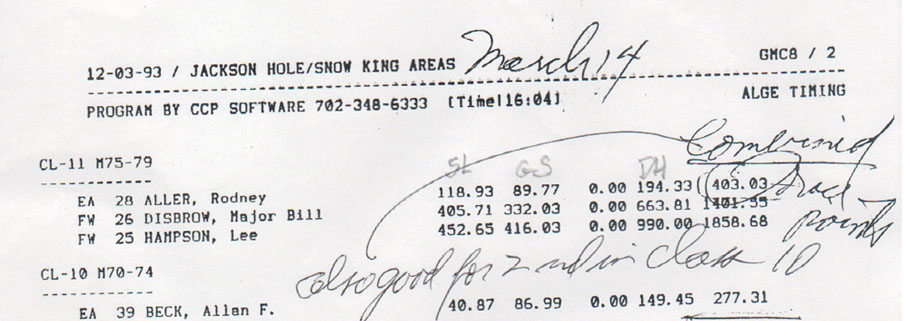 12-03-93 / JACKSON HOLE/SNOW KING AREAS March 14 GMC8 / 2
PROGRAM BY CCP SOFTWARE 702-348-6333 [Time|16:04] ALGE TIMING
Combined
CL-11 M75-79 SL GS DH Race
EA 28 ALLER, Rodney 118.93 89.77 0.00 194.33 403.03
FW 26 DISBROW, Major Bill 405.71 332.03 0.00 663.81 1401.55 points
FW 25 HAMPSON, Lee 452.65 416.03 0.00 990.00 1858.68
CL-10 M70-74 also good for 2nd in class 10
EA 39 BECK, Allan F. 40.87 86.99 0.00 149.45 277.31